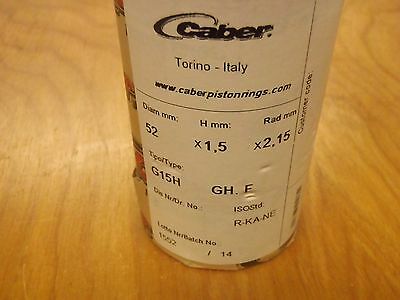 Caber.
Torino - Italy
www.caberpistonrings.com
Customer code:
Diam mm: H mm: Rad mm
52 x1,5 x2,15
Tipo/Type:
G15H GH. E
Dis.Nr/Dr. No.: ISOStd:
R-KA-NE
Lotto Nr/Batch No
1502 / 14